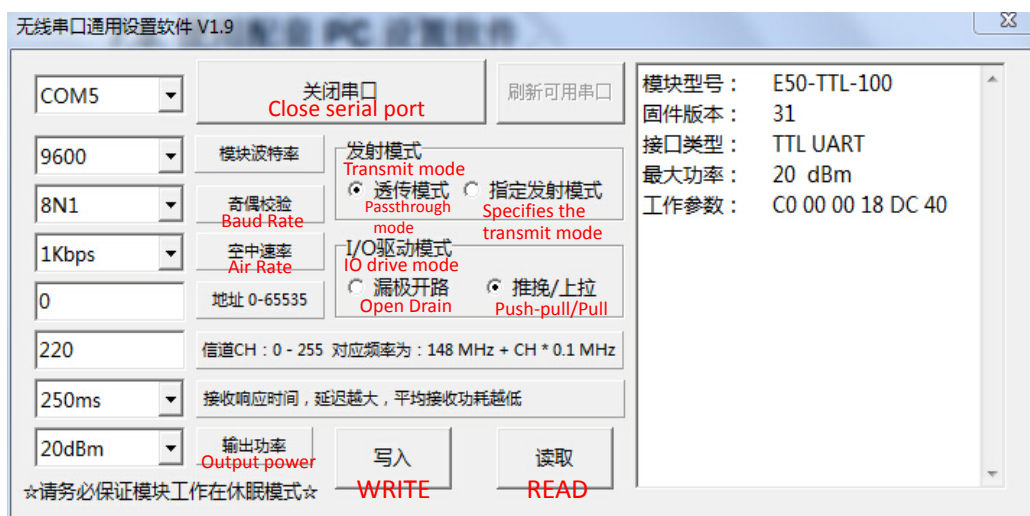 无线串口通用设置软件 V1.9
COM5
关闭串口
Close serial port
刷新可用串口
9600
模块波特率
8N1
奇偶校验
Baud Rate
1Kbps
空中速率
Air Rate
0
地址 0-65535
发射模式
Transmit mode
透传模式
Passthrough
mode
指定发射模式
Specifies the
transmit mode
I/O驱动模式
IO drive mode
漏极开路
Open Drain
推挽/上拉
Push-pull/Pull
220
信道CH：0 - 255 对应频率为：148 MHz + CH * 0.1 MHz
250ms
接收响应时间，延迟越大，平均接收功耗越低
20dBm
输出功率
Output power
写入
WRITE
读取
READ
☆请务必保证模块工作在休眠模式☆
模块型号： E50-TTL-100
固件版本： 31
接口类型： TTL UART
最大功率： 20 dBm
工作参数： C0 00 00 18 DC 40